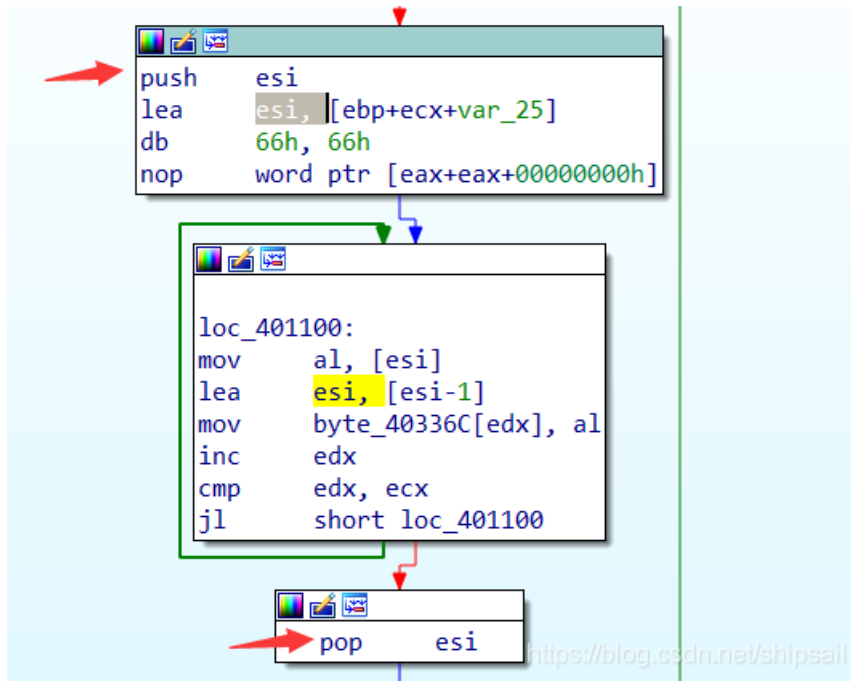 push esi
lea esi, [ebp+ecx+var_25]
db 66h, 66h
nop word ptr [eax+eax+00000000h]
loc_401100:
mov al, [esi]
lea esi, [esi-1]
mov byte_40336C[edx], al
inc edx
cmp edx, ecx
jl short loc_401100
pop esi
https://blog.csdn.net/shipsail